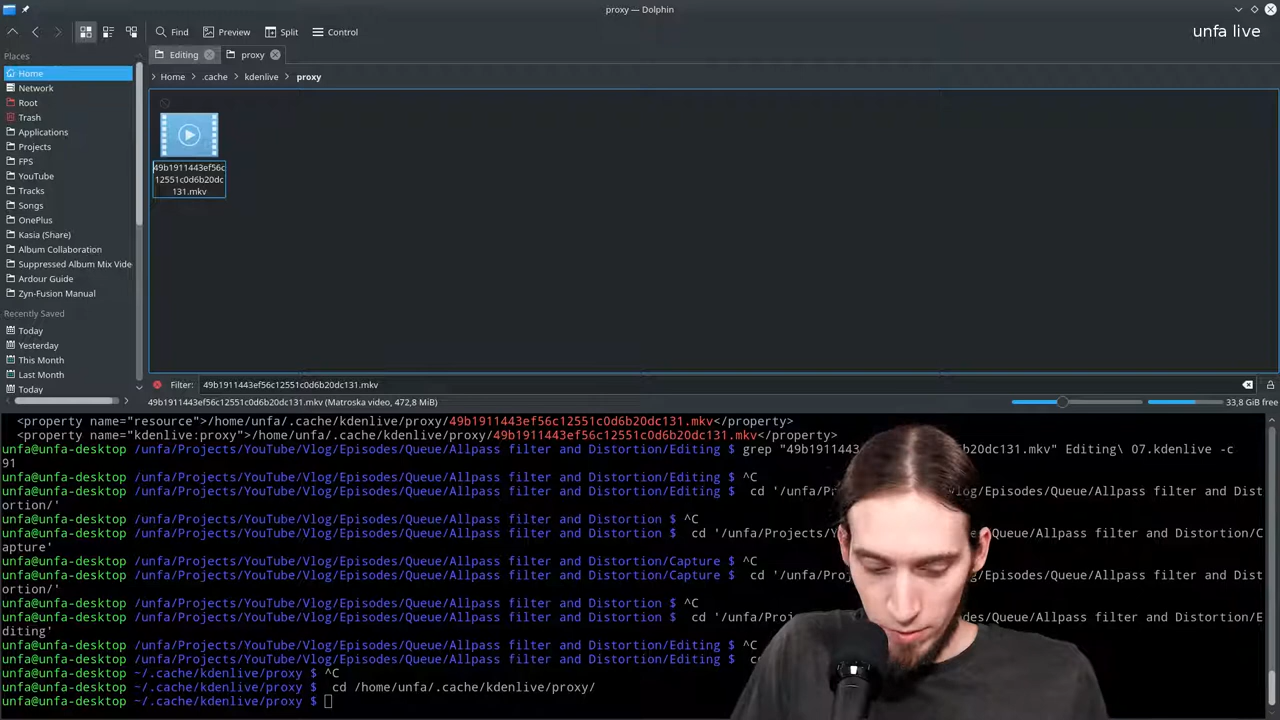 proxy — Dolphin
Find
Preview
Split
Control
unfa live
Places
Editing
proxy
Home
.cache
kdenlive
proxy
Home
Network
Root
Trash
Applications
Projects
FPS
YouTube
Tracks
Songs
OnePlus
Kasia (Share)
Album Collaboration
Suppressed Album Mix Vide
Ardour Guide
Zyn-Fusion Manual
Recently Saved
Today
Yesterday
This Month
Last Month
Today
49b1911443ef56c
12551c0d6b20dc
131.mkv
Filter: 49b1911443ef56c12551c0d6b20dc131.mkv
49b1911443ef56c12551c0d6b20dc131.mkv (Matroska video, 472,8 MiB)
33,8 GiB free
<property name="resource">/home/unfa/.cache/kdenlive/proxy/49b1911443ef56c12551c0d6b20dc131.mkv</property>
<property name="kdenlive:proxy">/home/unfa/.cache/kdenlive/proxy/49b1911443ef56c12551c0d6b20dc131.mkv</property>
unfa@unfa-desktop /unfa/Projects/YouTube/Vlog/Episodes/Queue/Allpass filter and Distortion/Editing $ grep "49b19114 b20dc131.mkv" Editing\ 07.kdenlive -c
91
unfa@unfa-desktop /unfa/Projects/YouTube/Vlog/Episodes/Queue/Allpass filter and Distortion/Editing $ ^C
unfa@unfa-desktop /unfa/Projects/YouTube/Vlog/Episodes/Queue/Allpass filter and Distortion/Editing $ cd '/unfa/Pr log/Episodes/Queue/Allpass filter and Dist
ortion/'
unfa@unfa-desktop /unfa/Projects/YouTube/Vlog/Episodes/Queue/Allpass filter and Distortion $ ^C
unfa@unfa-desktop /unfa/Projects/YouTube/Vlog/Episodes/Queue/Allpass filter and Distortion $ cd '/unfa/Projects /Episodes/Queue/Allpass filter and Distortion/C
apture'
unfa@unfa-desktop /unfa/Projects/YouTube/Vlog/Episodes/Queue/Allpass filter and Distortion/Capture $ ^C
unfa@unfa-desktop /unfa/Projects/YouTube/Vlog/Episodes/Queue/Allpass filter and Distortion/Capture $ cd '/unfa/Pro /Episodes/Queue/Allpass filter and Dist
ortion/'
unfa@unfa-desktop /unfa/Projects/YouTube/Vlog/Episodes/Queue/Allpass filter and Distortion $ ^C
unfa@unfa-desktop /unfa/Projects/YouTube/Vlog/Episodes/Queue/Allpass filter and Distortion $ cd '/unfa/Projects /Episodes/Queue/Allpass filter and Distortion/E
diting'
unfa@unfa-desktop /unfa/Projects/YouTube/Vlog/Episodes/Queue/Allpass filter and Distortion/Editing $ ^C
unfa@unfa-desktop /unfa/Projects/YouTube/Vlog/Episodes/Queue/Allpass filter and Distortion/Editing $
unfa@unfa-desktop ~/.cache/kdenlive/proxy $ ^C
unfa@unfa-desktop ~/.cache/kdenlive/proxy $ cd /home/unfa/.cache/kdenlive/proxy/
unfa@unfa-desktop ~/.cache/kdenlive/proxy $